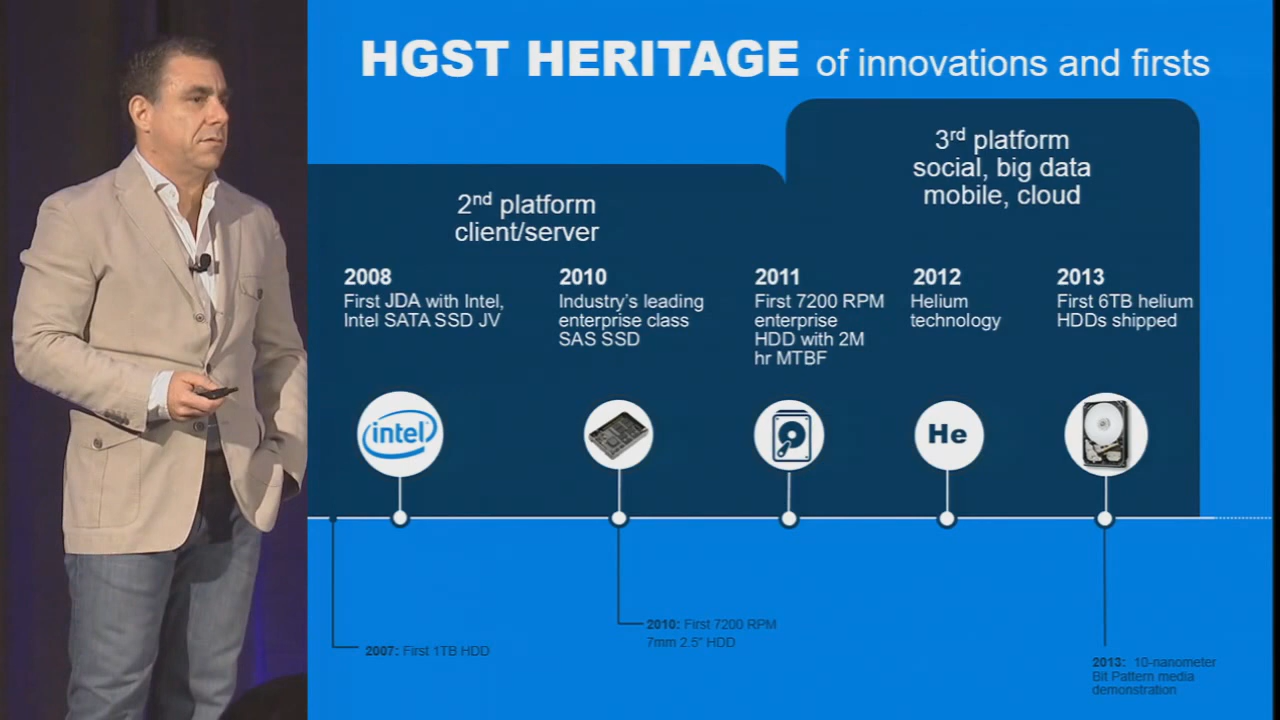 HGST HERITAGE of innovations and firsts
3rd platform
social, big data
mobile, cloud
2nd platform
client/server
2008
First JDA with Intel,
Intel SATA SSD JV
2010
Industry's leading
enterprise class
SAS SSD
2011
First 7200 RPM
enterprise
HDD with 2M
hr MTBF
2012
Helium
technology
2013
First 6TB helium
HDDs shipped
intel
He
2007: First 1TB HDD
2010: First 7200 RPM
7mm 2.5" HDD
2013: 10-nanometer
Bit Pattern media
demonstration